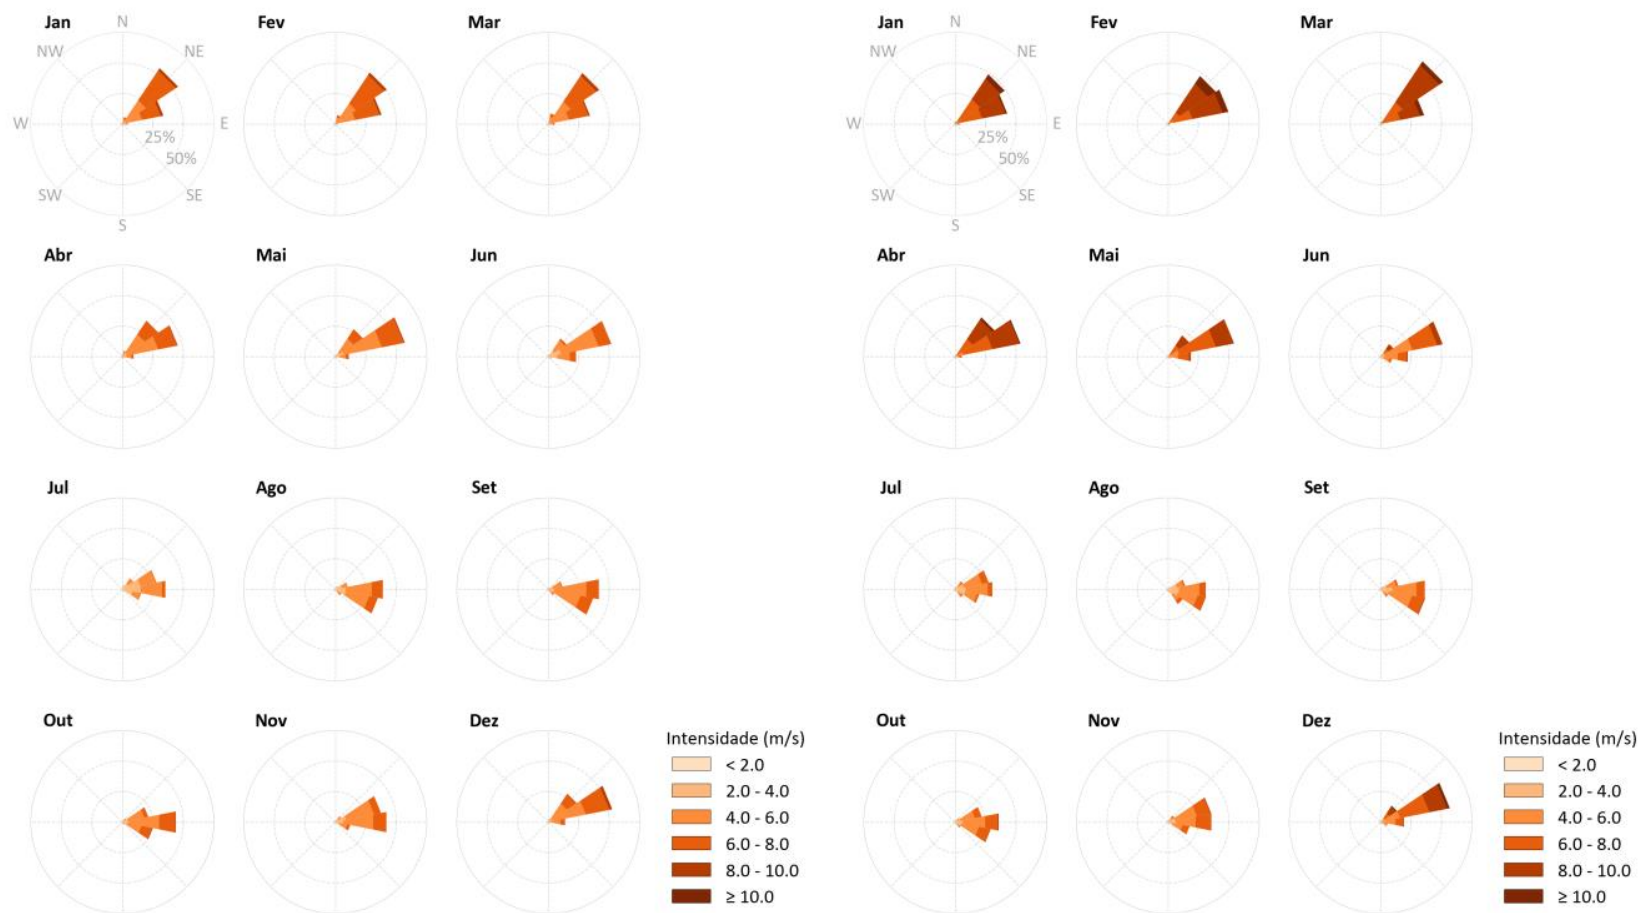 Jan
N
NW
NE
W
E
25%
50%
SW
SE
S
Fev
Mar
Abr
Mai
Jun
Jul
Ago
Set
Out
Nov
Dez
Intensidade (m/s)
< 2.0
2.0 - 4.0
4.0 - 6.0
6.0 - 8.0
8.0 - 10.0
≥ 10.0
Jan
N
NW
NE
W
E
25%
50%
SW
SE
S
Fev
Mar
Abr
Mai
Jun
Jul
Ago
Set
Out
Nov
Dez
Intensidade (m/s)
< 2.0
2.0 - 4.0
4.0 - 6.0
6.0 - 8.0
8.0 - 10.0
≥ 10.0